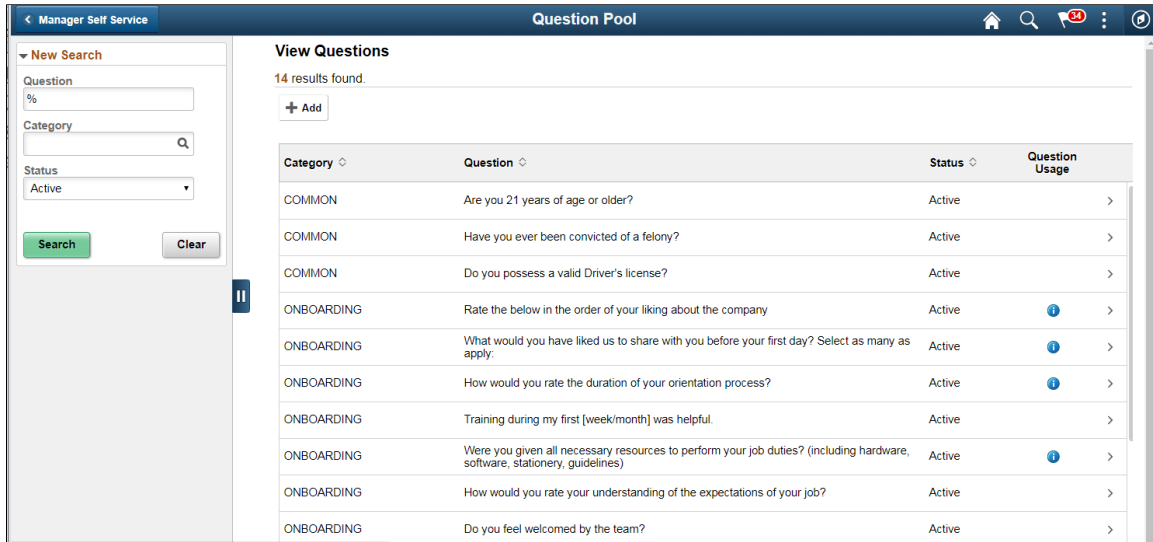 Manager Self Service
Question Pool
34
New Search
Question
%
Category
Status
Active
Search
Clear
View Questions
14 results found.
+ Add
Category Question Status Question Usage
COMMON Are you 21 years of age or older? Active
COMMON Have you ever been convicted of a felony? Active
COMMON Do you possess a valid Driver's license? Active
ONBOARDING Rate the below in the order of your liking about the company Active
ONBOARDING What would you have liked us to share with you before your first day? Select as many as
apply: Active
ONBOARDING How would you rate the duration of your orientation process? Active
ONBOARDING Training during my first [week/month] was helpful. Active
ONBOARDING Were you given all necessary resources to perform your job duties? (including hardware,
software, stationery, guidelines) Active
ONBOARDING How would you rate your understanding of the expectations of your job? Active
ONBOARDING Do you feel welcomed by the team? Active